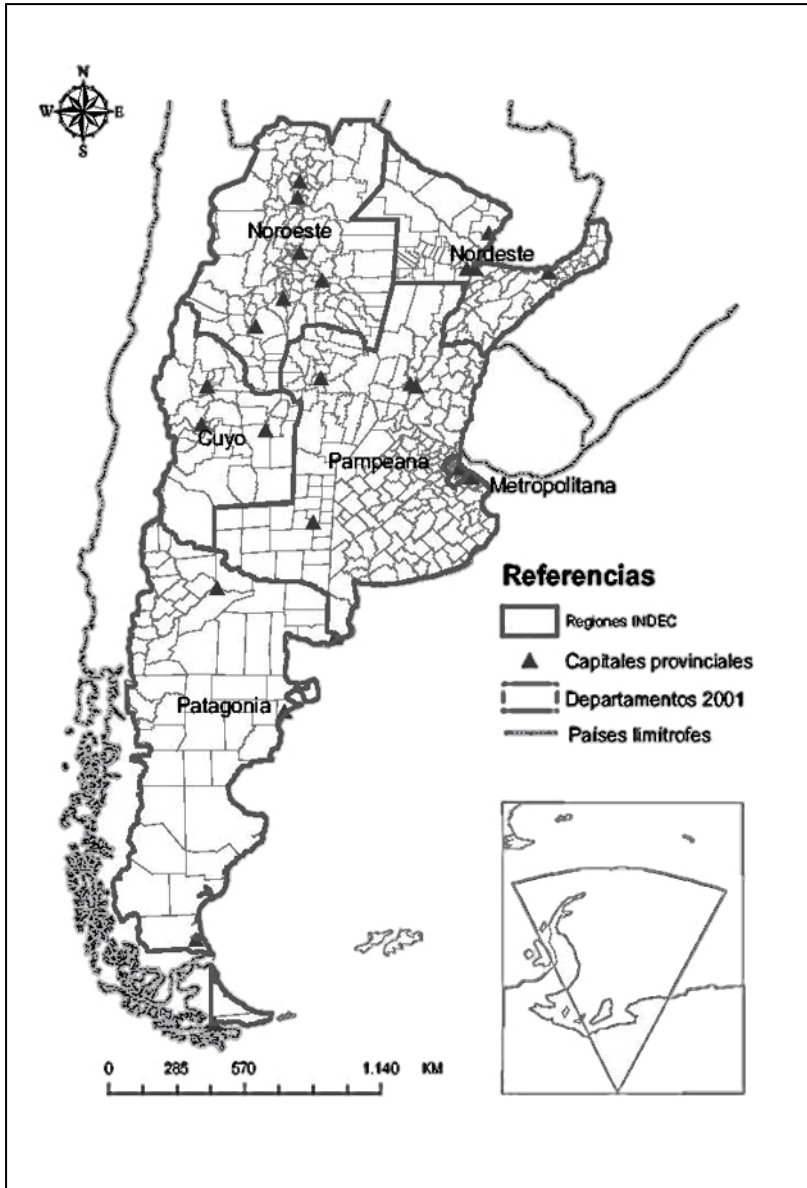 N
W E
S
Noroeste
Nordeste
Cuyo
Pampeana
Metropolitana
Patagonia
Referencias
Regiones INDEC
Capitales provinciales
Departamentos 2001
Países limítrofes
0 285 570 1.140 KM